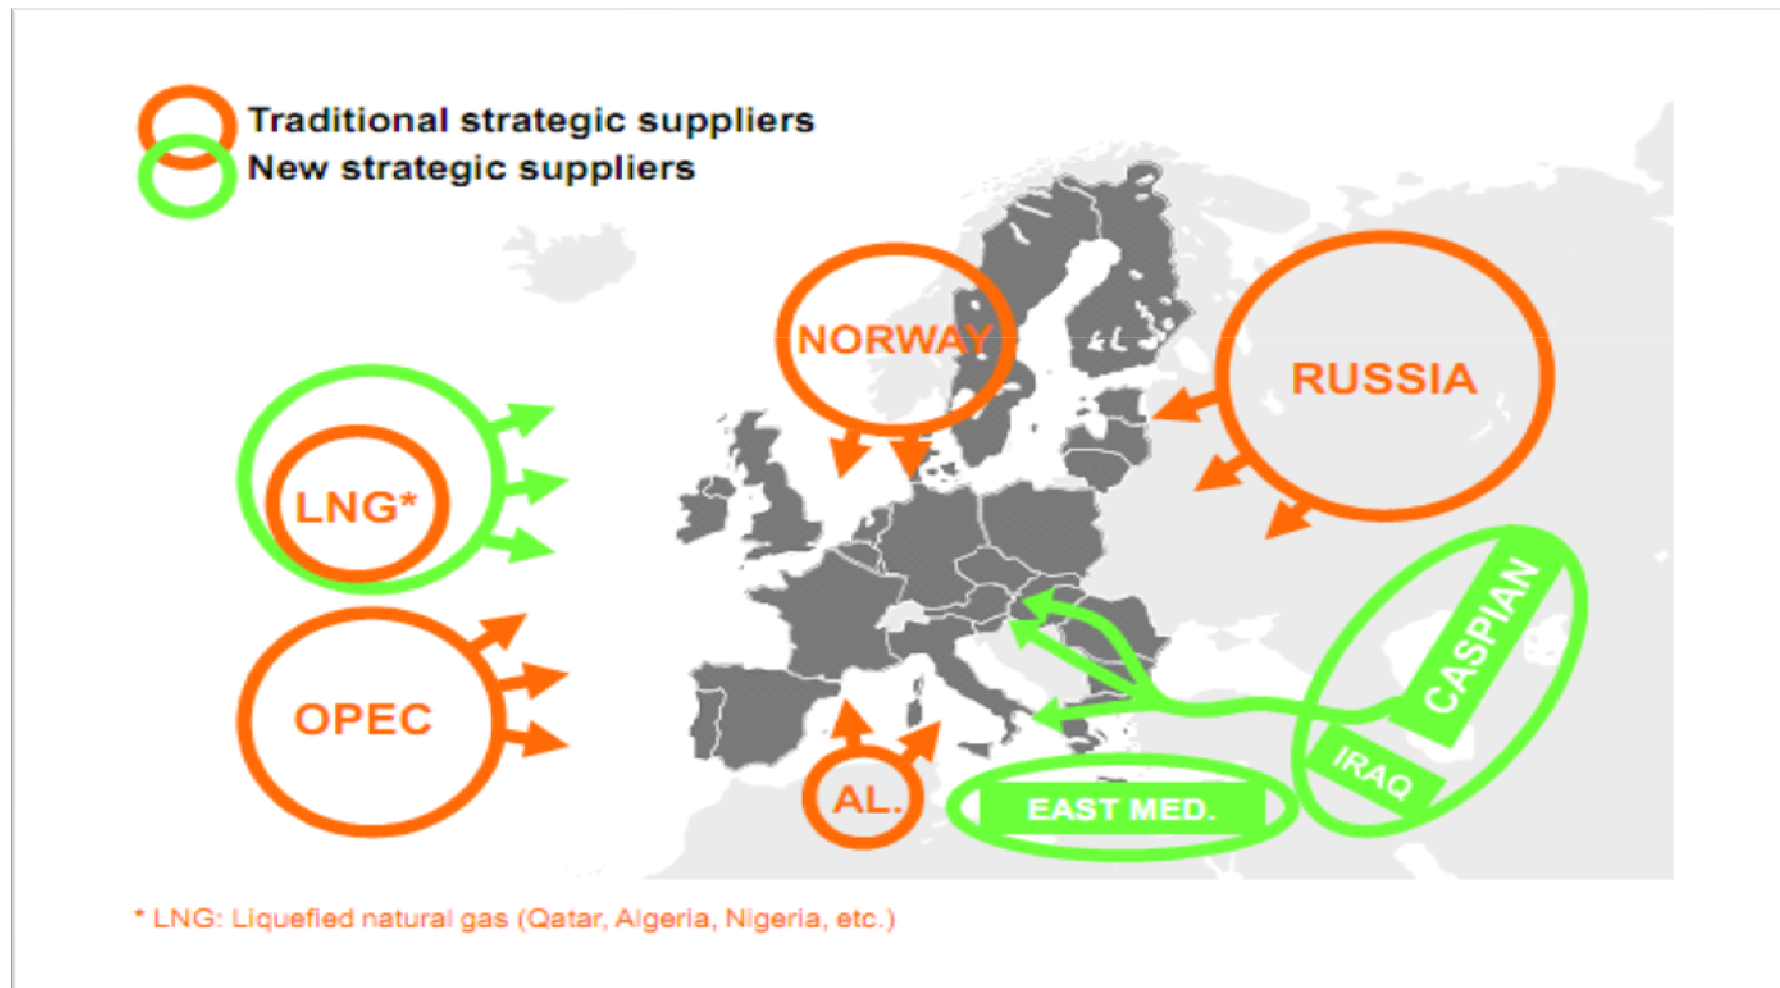 Traditional strategic suppliers
New strategic suppliers
NORWAY
RUSSIA
LNG*
OPEC
AL.
EAST MED.
CASPIAN
IRAQ
* LNG: Liquefied natural gas (Qatar, Algeria, Nigeria, etc.)